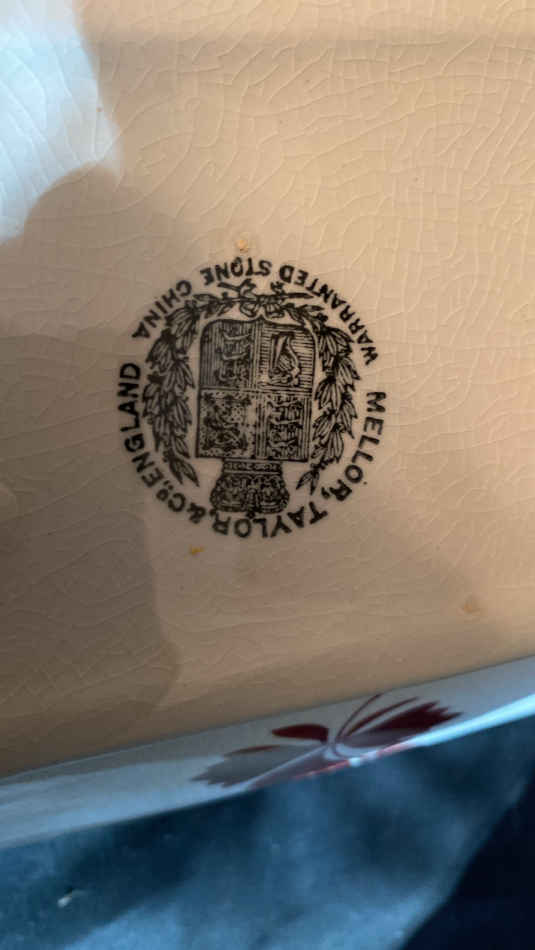 WARRANTED STONE CHINA
MELLOR, TAYLOR, & Co., ENGLAND